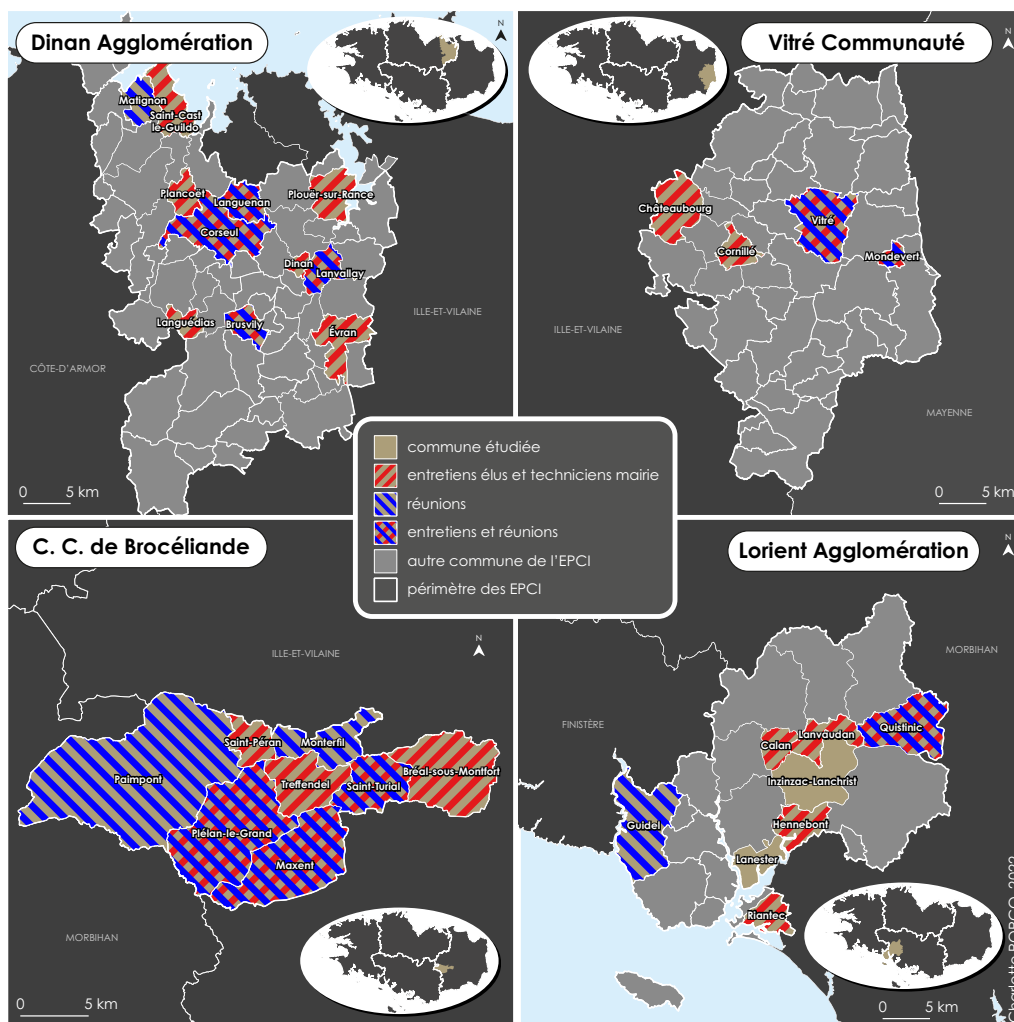 Dinan Agglomération
N
Matignon
Saint-Cast
le-Guildo
Plancoët
Languenan
Plouër-sur-Rance
Corseul
Dinan
Lanvallay
Languédias
Brusvily
Évran
ILLE-ET-VILAINE
CÔTE-D'ARMOR
0 5 km
Vitré Communauté
N
Châteaubourg
Vitré
Cornillé
Mondevert
ILLE-ET-VILAINE
MAYENNE
0 5 km
commune étudiée
entretiens élus et techniciens mairie
réunions
entretiens et réunions
autre commune de l'EPCI
périmètre des EPCI
C. C. de Brocéliande
N
ILLE-ET-VILAINE
Saint-Péran
Monterfil
Paimpont
Treffendel
Bréal-sous-Montfort
Saint-Turial
Plélan-le-Grand
Maxent
MORBIHAN
0 5 km
Lorient Agglomération
N
MORBIHAN
FINISTÈRE
Lanvaudan
Quistinic
Calan
Inzinzac-Lanchrist
Guidel
Hennebont
Lanester
Riantec
0 5 km
Charlotte BORCO 2022